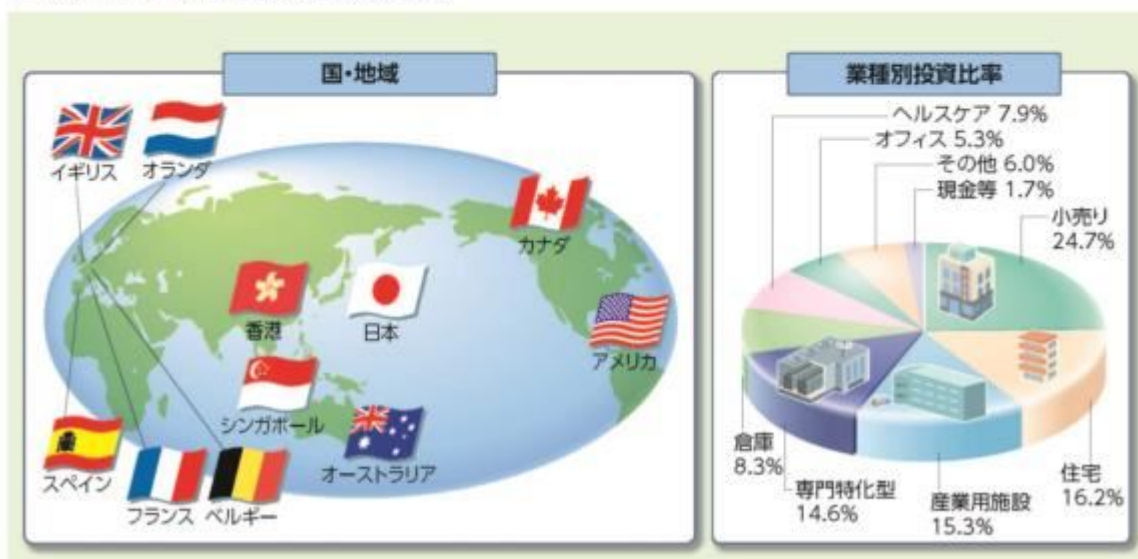 国・地域
イギリス
オランダ
カナダ
香港
日本
アメリカ
シンガポール
オーストラリア
スペイン
フランス
ベルギー
業種別投資比率
ヘルスケア 7.9%
オフィス 5.3%
その他 6.0%
現金等 1.7%
小売り
24.7%
倉庫
8.3%
専門特化型
14.6%
産業用施設
15.3%
住宅
16.2%